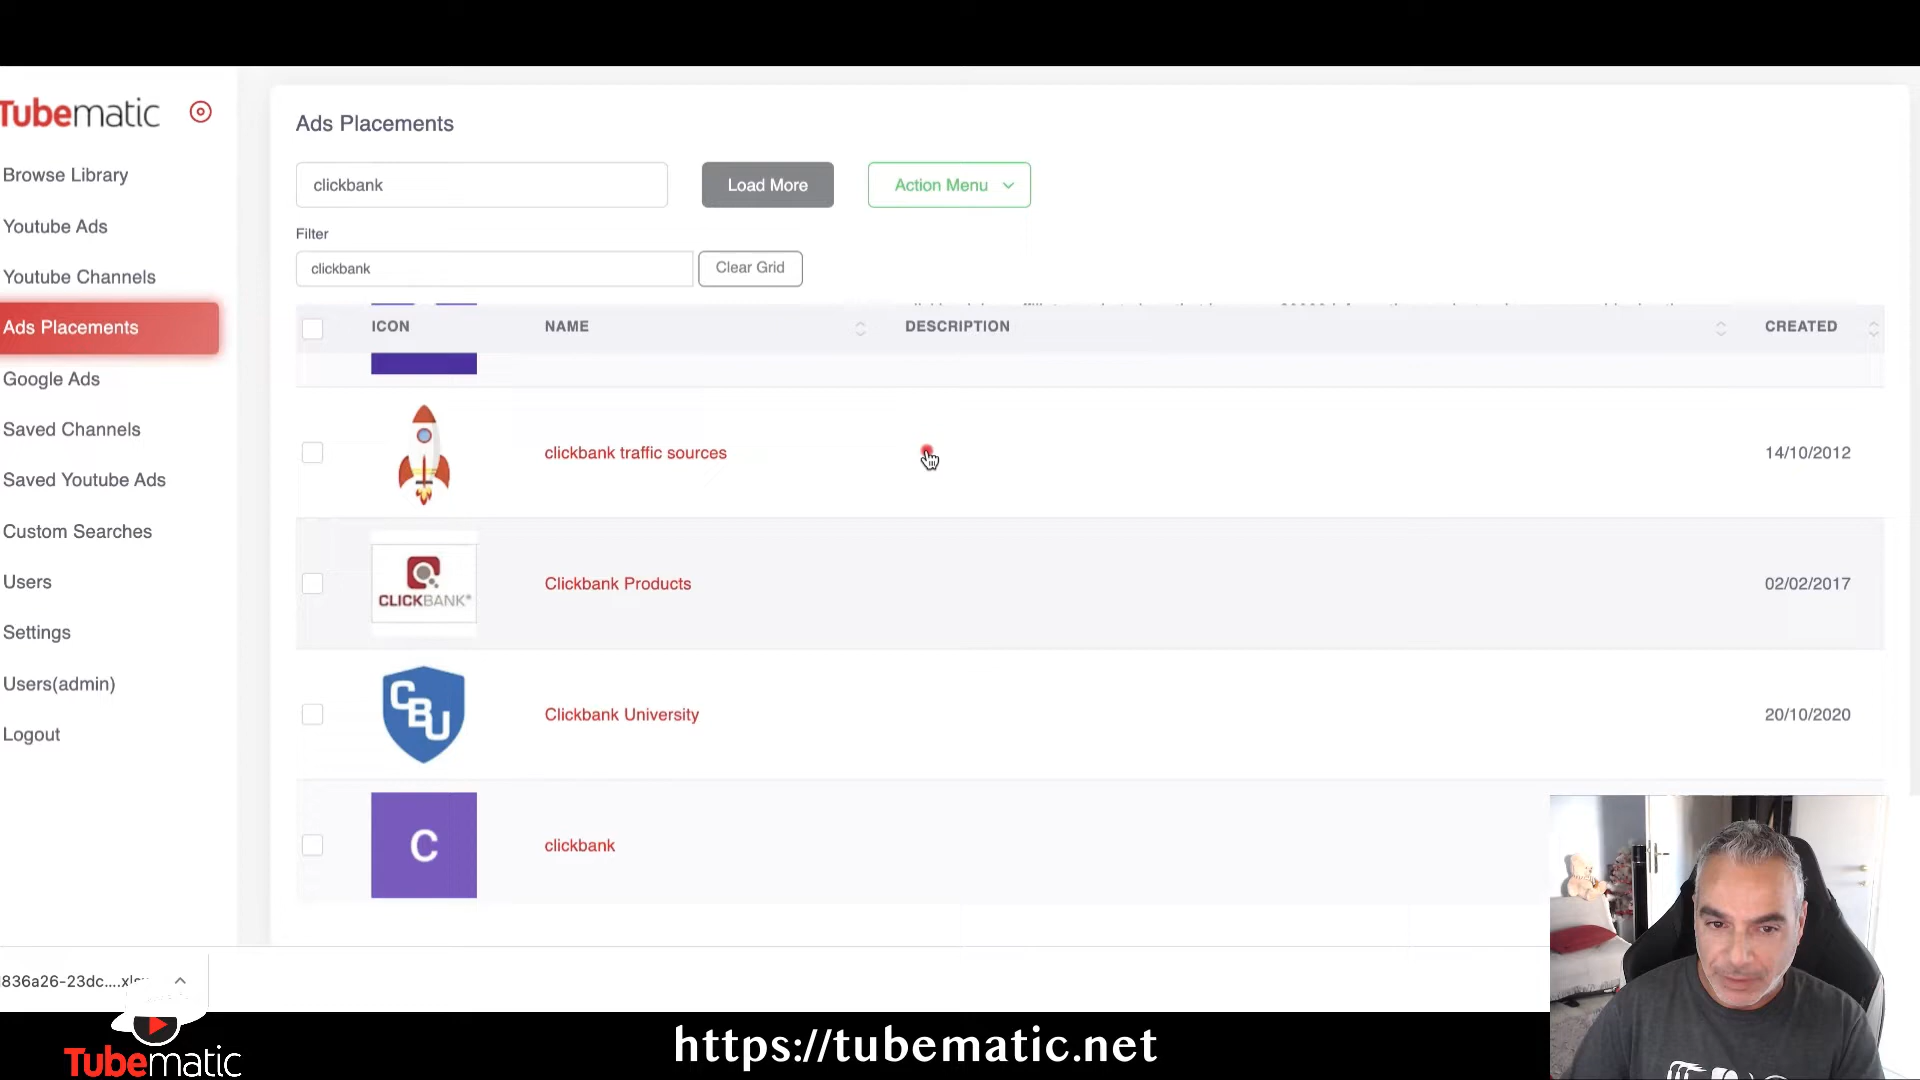 Tubematic
Browse Library
Youtube Ads
Youtube Channels
Ads Placements
Google Ads
Saved Channels
Saved Youtube Ads
Custom Searches
Users
Settings
Users(admin)
Logout
Ads Placements
clickbank
Load More
Action Menu
Filter
clickbank
Clear Grid
ICON NAME DESCRIPTION CREATED
clickbank traffic sources 14/10/2012
CLICKBANK
Clickbank Products 02/02/2017
CBU
Clickbank University 20/10/2020
C
clickbank
836a26-23dc....xls
Tubematic
https://tubematic.net